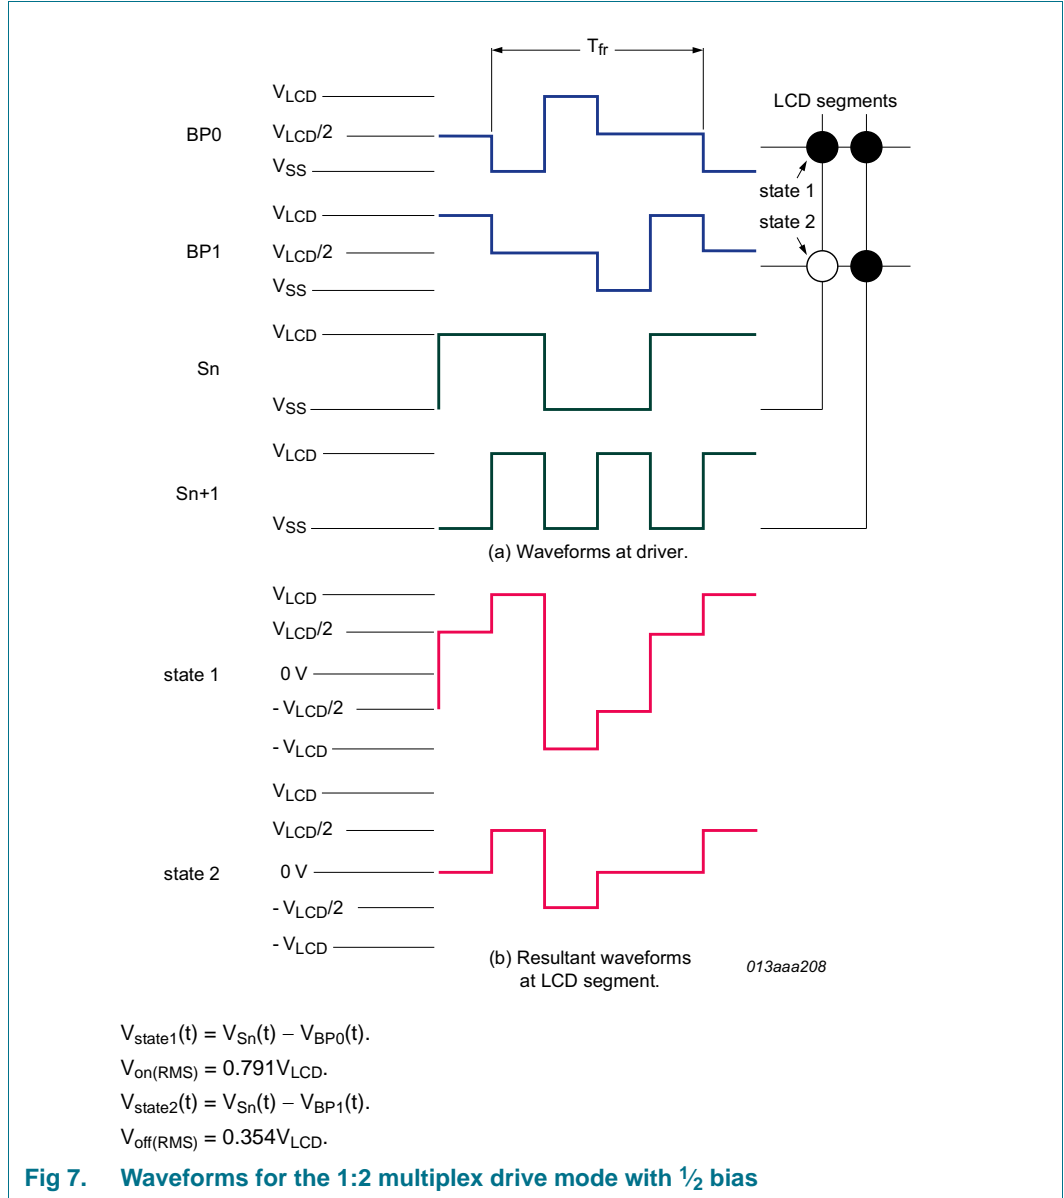 Tfr
VLCD
BP0
VLCD/2
VSS
LCD segments
state 1
state 2
VLCD
BP1
VLCD/2
VSS
VLCD
Sn
VSS
VLCD
Sn+1
VSS
(a) Waveforms at driver.
VLCD
VLCD/2
state 1
0 V
- VLCD/2
- VLCD
VLCD
VLCD/2
state 2
0 V
- VLCD/2
- VLCD
(b) Resultant waveforms
at LCD segment.
013aaa208
Vstate1(t) = VSn(t) − VBP0(t).
Von(RMS) = 0.791VLCD.
Vstate2(t) = VSn(t) − VBP1(t).
Voff(RMS) = 0.354VLCD.
Fig 7. Waveforms for the 1:2 multiplex drive mode with ½ bias